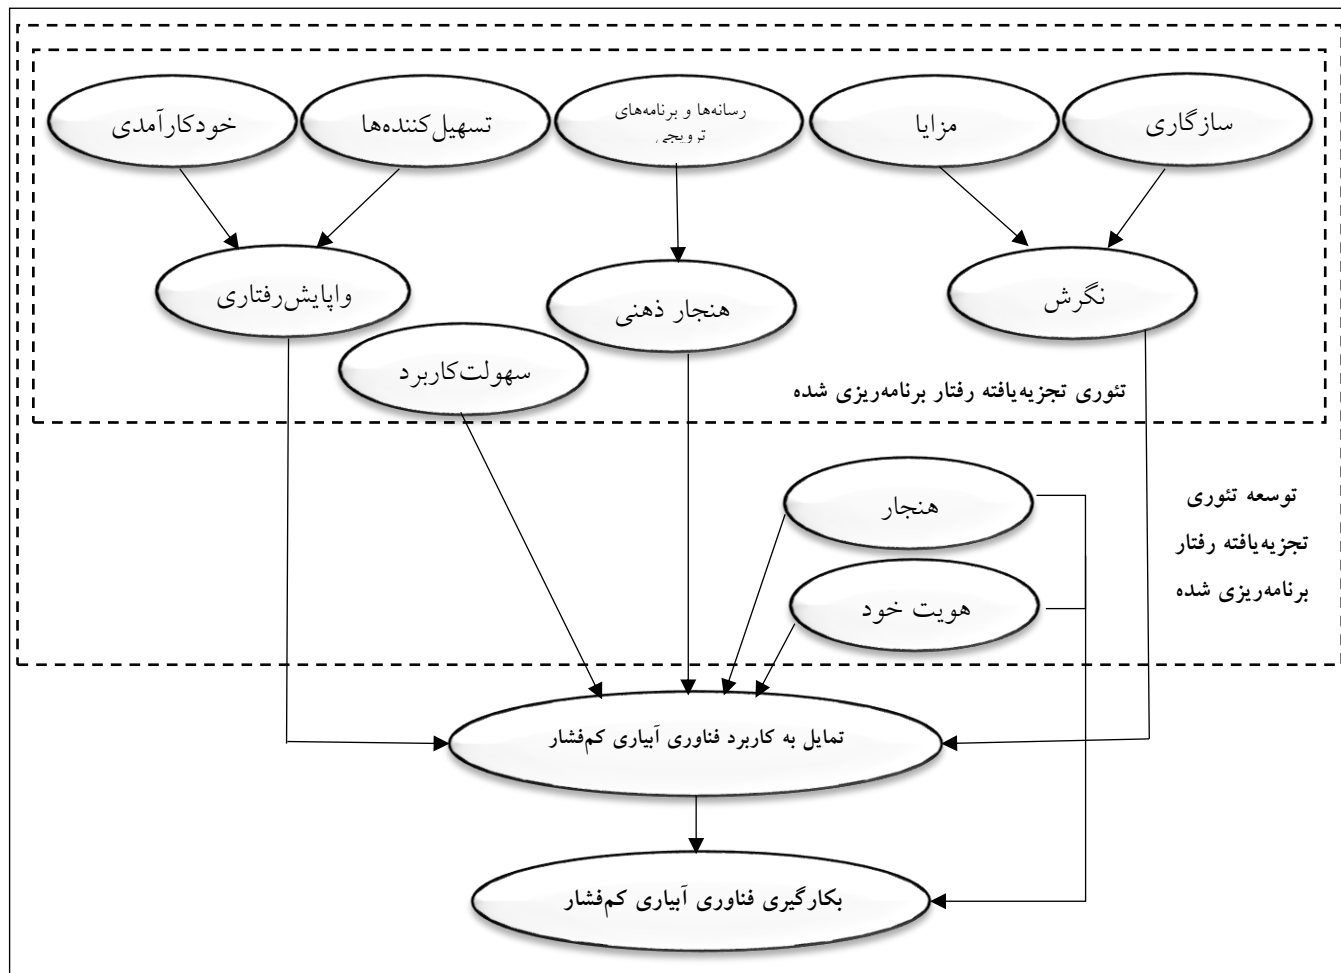 سازگاری
مزایا
رسانه‌ها و برنامه‌های
ترویجی
تسهیل‌کننده‌ها
خودکارآمدی
نگرش
هنجار ذهنی
واپایش‌رفتاری
سهولت‌کاربرد
تئوری تجزیه‌یافته رفتار برنامه‌ریزی شده
هنجار
توسعه تئوری
تجزیه‌یافته رفتار
برنامه‌ریزی شده
هویت خود
تمایل به کاربرد فناوری آبیاری کم‌فشار
بکارگیری فناوری آبیاری کم‌فشار